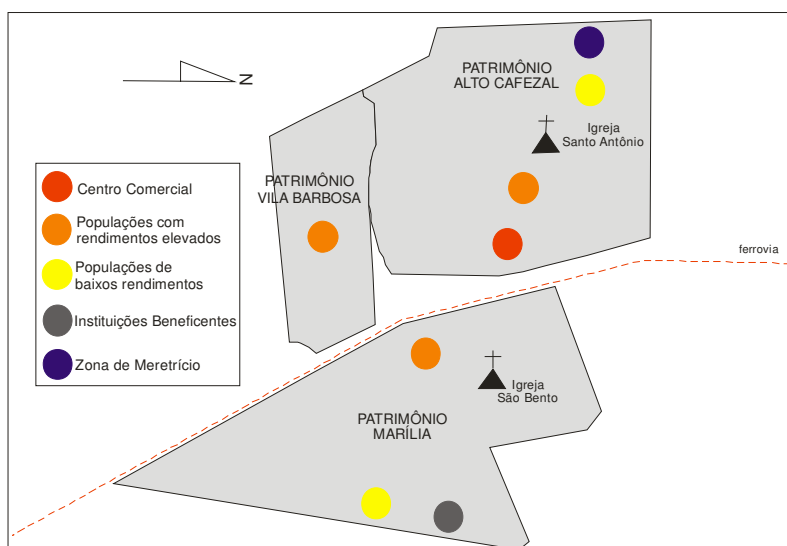 PATRIMÔNIO
ALTO CAFEZAL
N
Igreja
Santo Antônio
PATRIMÔNIO
VILA BARBOSA
Centro Comercial
Populações com
rendimentos elevados
Populações de
baixos rendimentos
Instituições Beneficentes
Zona de Meretrício
ferrovia
Igreja
São Bento
PATRIMÔNIO
MARÍLIA